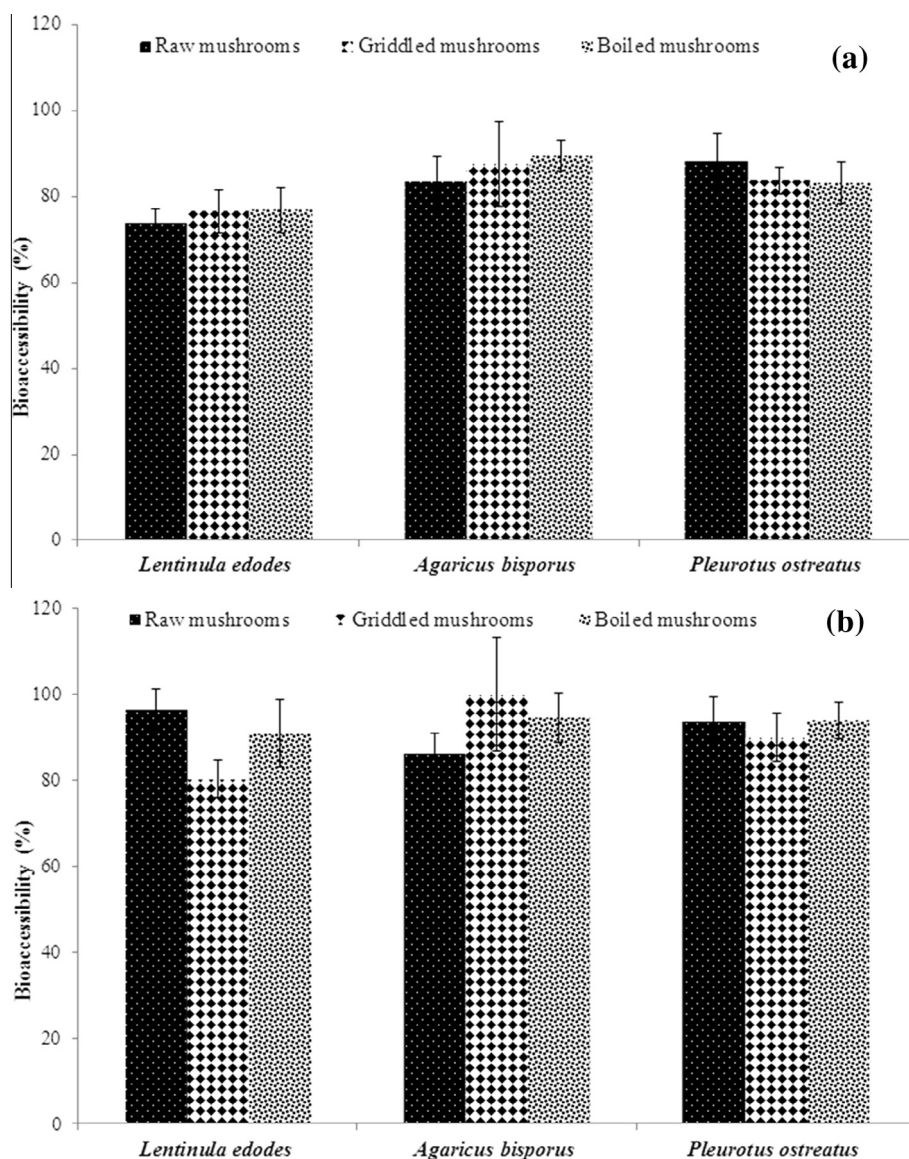 120
Raw mushrooms Griddled mushrooms Boiled mushrooms (a)
100
80
60
40
20
0
Bioaccessibility (%)
Lentinula edodes Agaricus bisporus Pleurotus ostreatus
120
Raw mushrooms Griddled mushrooms Boiled mushrooms (b)
100
80
60
40
20
0
Bioaccessibility (%)
Lentinula edodes Agaricus bisporus Pleurotus ostreatus